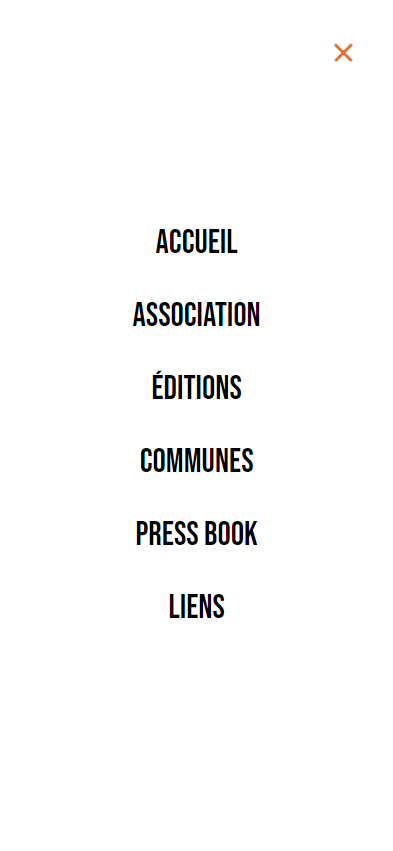 ACCUEIL
ASSOCIATION
ÉDITIONS
COMMUNES
PRESS BOOK
LIENS